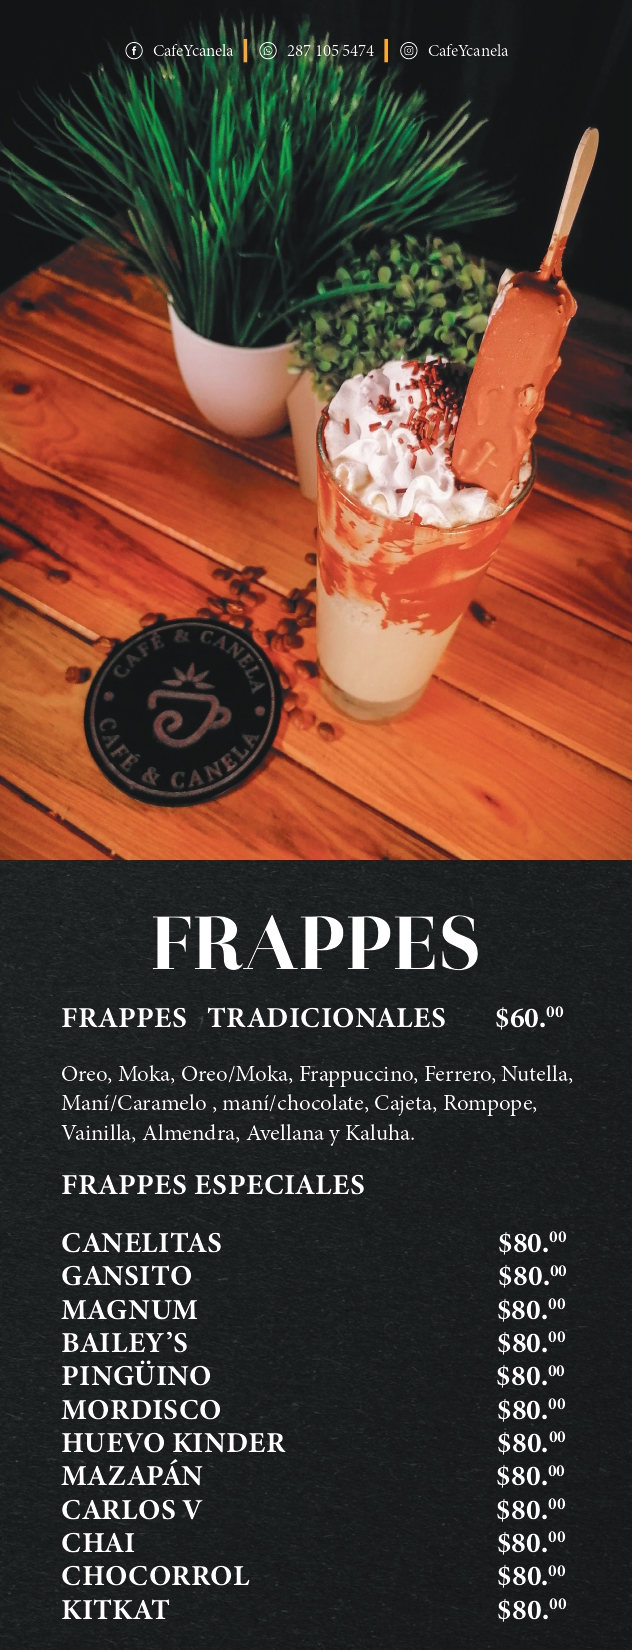 CafeYcanela 287 105 5474 CafeYcanela
CAFÉ & CANELA
CAFÉ & CANELA
FRAPPES
FRAPPES TRADICIONALES $60.00
Oreo, Moka, Oreo/Moka, Frappuccino, Ferrero, Nutella,
Maní/Caramelo , maní/chocolate, Cajeta, Rompope,
Vainilla, Almendra, Avellana y Kaluha.
FRAPPES ESPECIALES
CANELITAS $80.00
GANSITO $80.00
MAGNUM $80.00
BAILEY’S $80.00
PINGÜINO $80.00
MORDISCO $80.00
HUEVO KINDER $80.00
MAZAPÁN $80.00
CARLOS V $80.00
CHAI $80.00
CHOCORROL $80.00
KITKAT $80.00